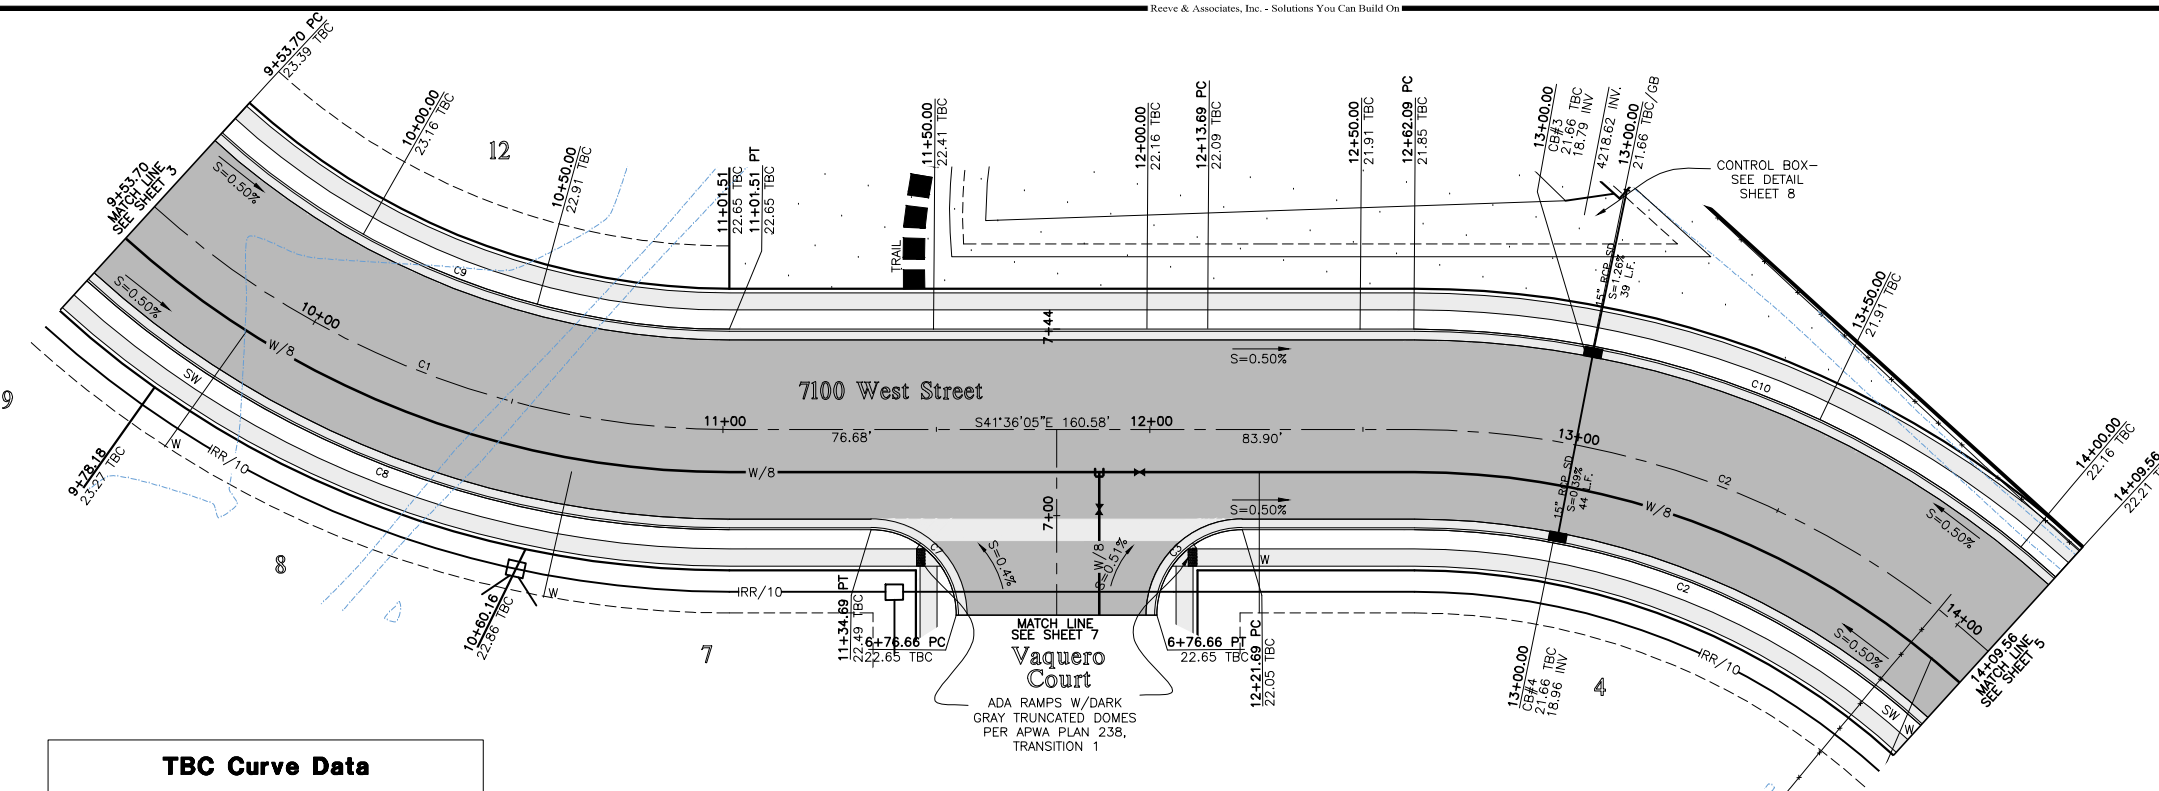 Reeve & Associates, Inc. - Solutions You Can Build On
9+53.70 PC
23.39 TBC
10+00.00
23.16 TBC
12
10+50.00
22.91 TBC
11+01.51
22.65 TBC
11+01.51 PT
22.65 TBC
11+50.00
22.41 TBC
TRAIL
12+00.00
22.16 TBC
12+13.69 PC
22.09 TBC
12+50.00
21.91 TBC
12+62.09 PC
21.85 TBC
13+00.00
CB#3
21.66 TBC
18.79 INV
4218.62 INV.
13+00.00
21.66 TBC/GB
CONTROL BOX-
SEE DETAIL
SHEET 8
15" RCP SD
S=1.26%
39 L.F.
13+50.00
21.91 TBC
14+00.00
22.16 TBC
14+09.56
22.21 T
9+53.70
MATCH LINE
SEE SHEET 3
S=0.50%
S=0.50%
C9
10+00
C1
W/8
7+44
S=0.50%
7100 West Street
11+00
S41°36'05"E 160.58'
12+00
76.68'
83.90'
13+00
C10
C2
W/8
W/8
15" RCP SD
S=0.39%
44 L.F.
S=0.50%
7+00
S=0.50%
9
SW
W
IRR/10
C8
9+78.18
23.27 TBC
8
10+60.16
22.86 TBC
W
7
IRR/10
11+34.69 PT
22.49 TBC
6+76.66 PC
22.65 TBC
C7
S=0.4%
W/8
S=0.51%
C3
MATCH LINE
SEE SHEET 7
Vaquero
Court
6+76.66 PT
22.65 TBC
W
12+21.69 PC
22.05 TBC
ADA RAMPS W/DARK
GRAY TRUNCATED DOMES
PER APWA PLAN 238,
TRANSITION 1
13+00.00
CB#4
21.66 TBC
18.96 INV
4
C2
IRR/10
S=0.50%
SW
W
14+00
14+09.56
MATCH LINE
SEE SHEET 5
TBC Curve Data